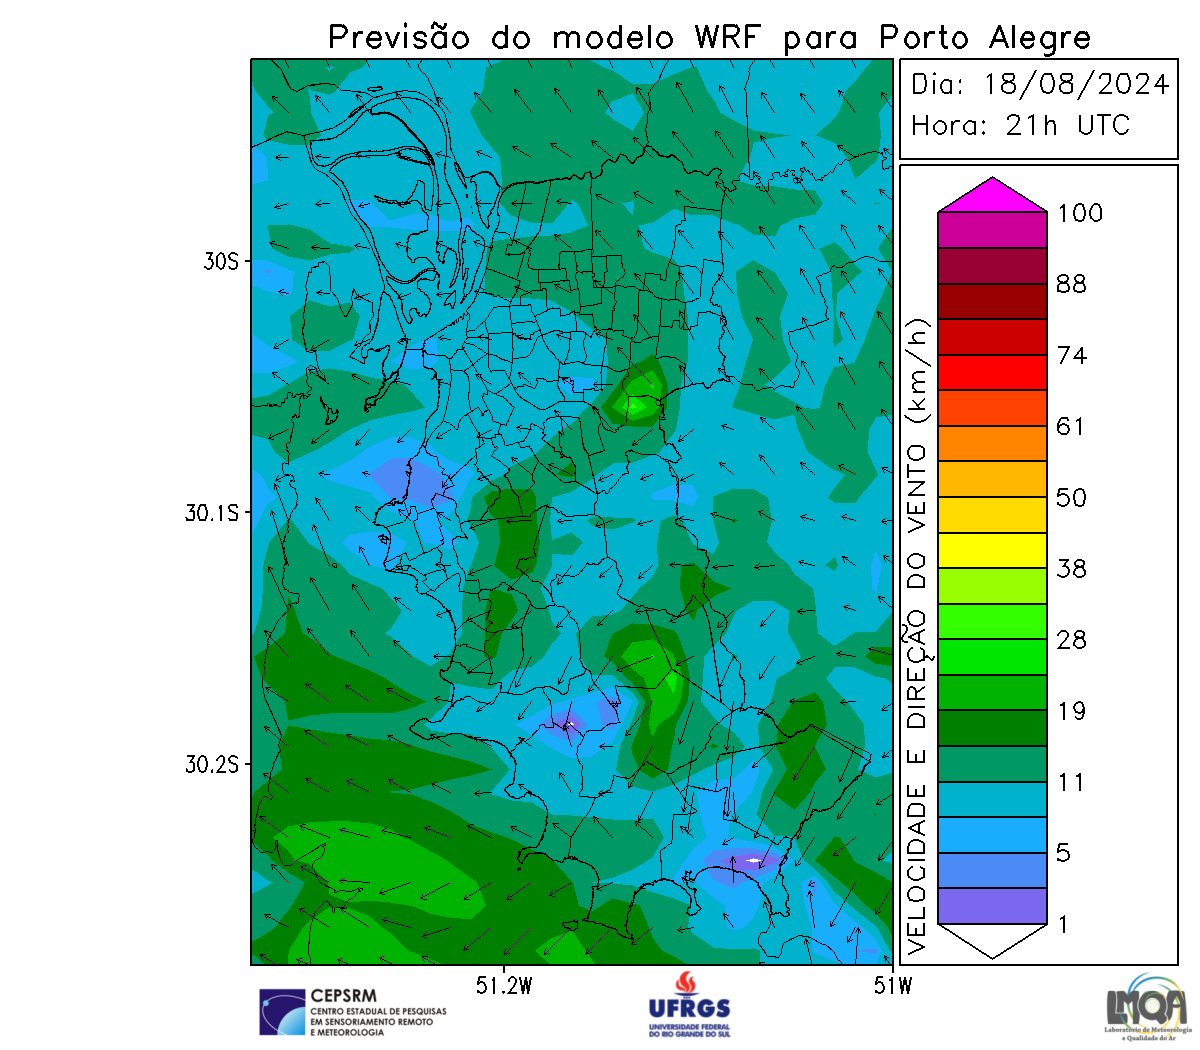 Previsão do modelo WRF para Porto Alegre
Dia: 18/08/2024
Hora: 21h UTC
30S
30.1S
30.2S
51.2W
51W
VELOCIDADE E DIREÇÃO DO VENTO (km/h)
100
88
74
61
50
38
28
19
11
5
1
CEPSRM
CENTRO ESTADUAL DE PESQUISAS
EM SENSORIAMENTO REMOTO
E METEOROLOGIA
UFRGS
UNIVERSIDADE FEDERAL
DO RIO GRANDE DO SUL
LMQA
Laboratório de Meteorologia
e Qualidade do Ar